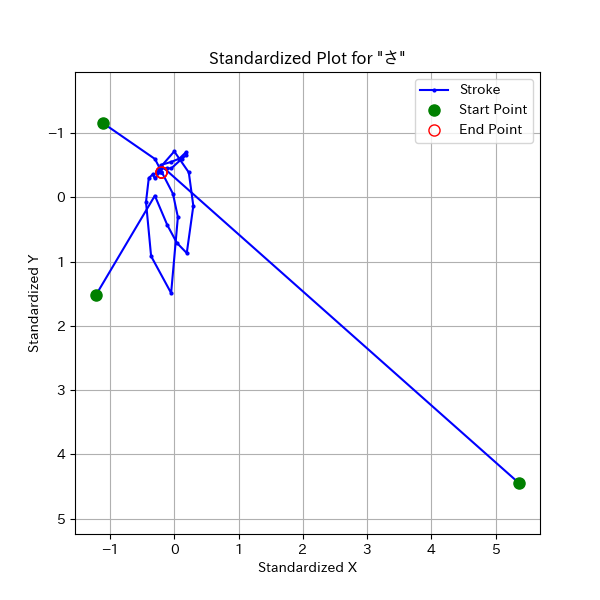 Standardized Plot for "さ"
Stroke
Start Point
End Point
−1
0
1
2
3
4
5
Standardized Y
−1 0 1 2 3 4 5
Standardized X